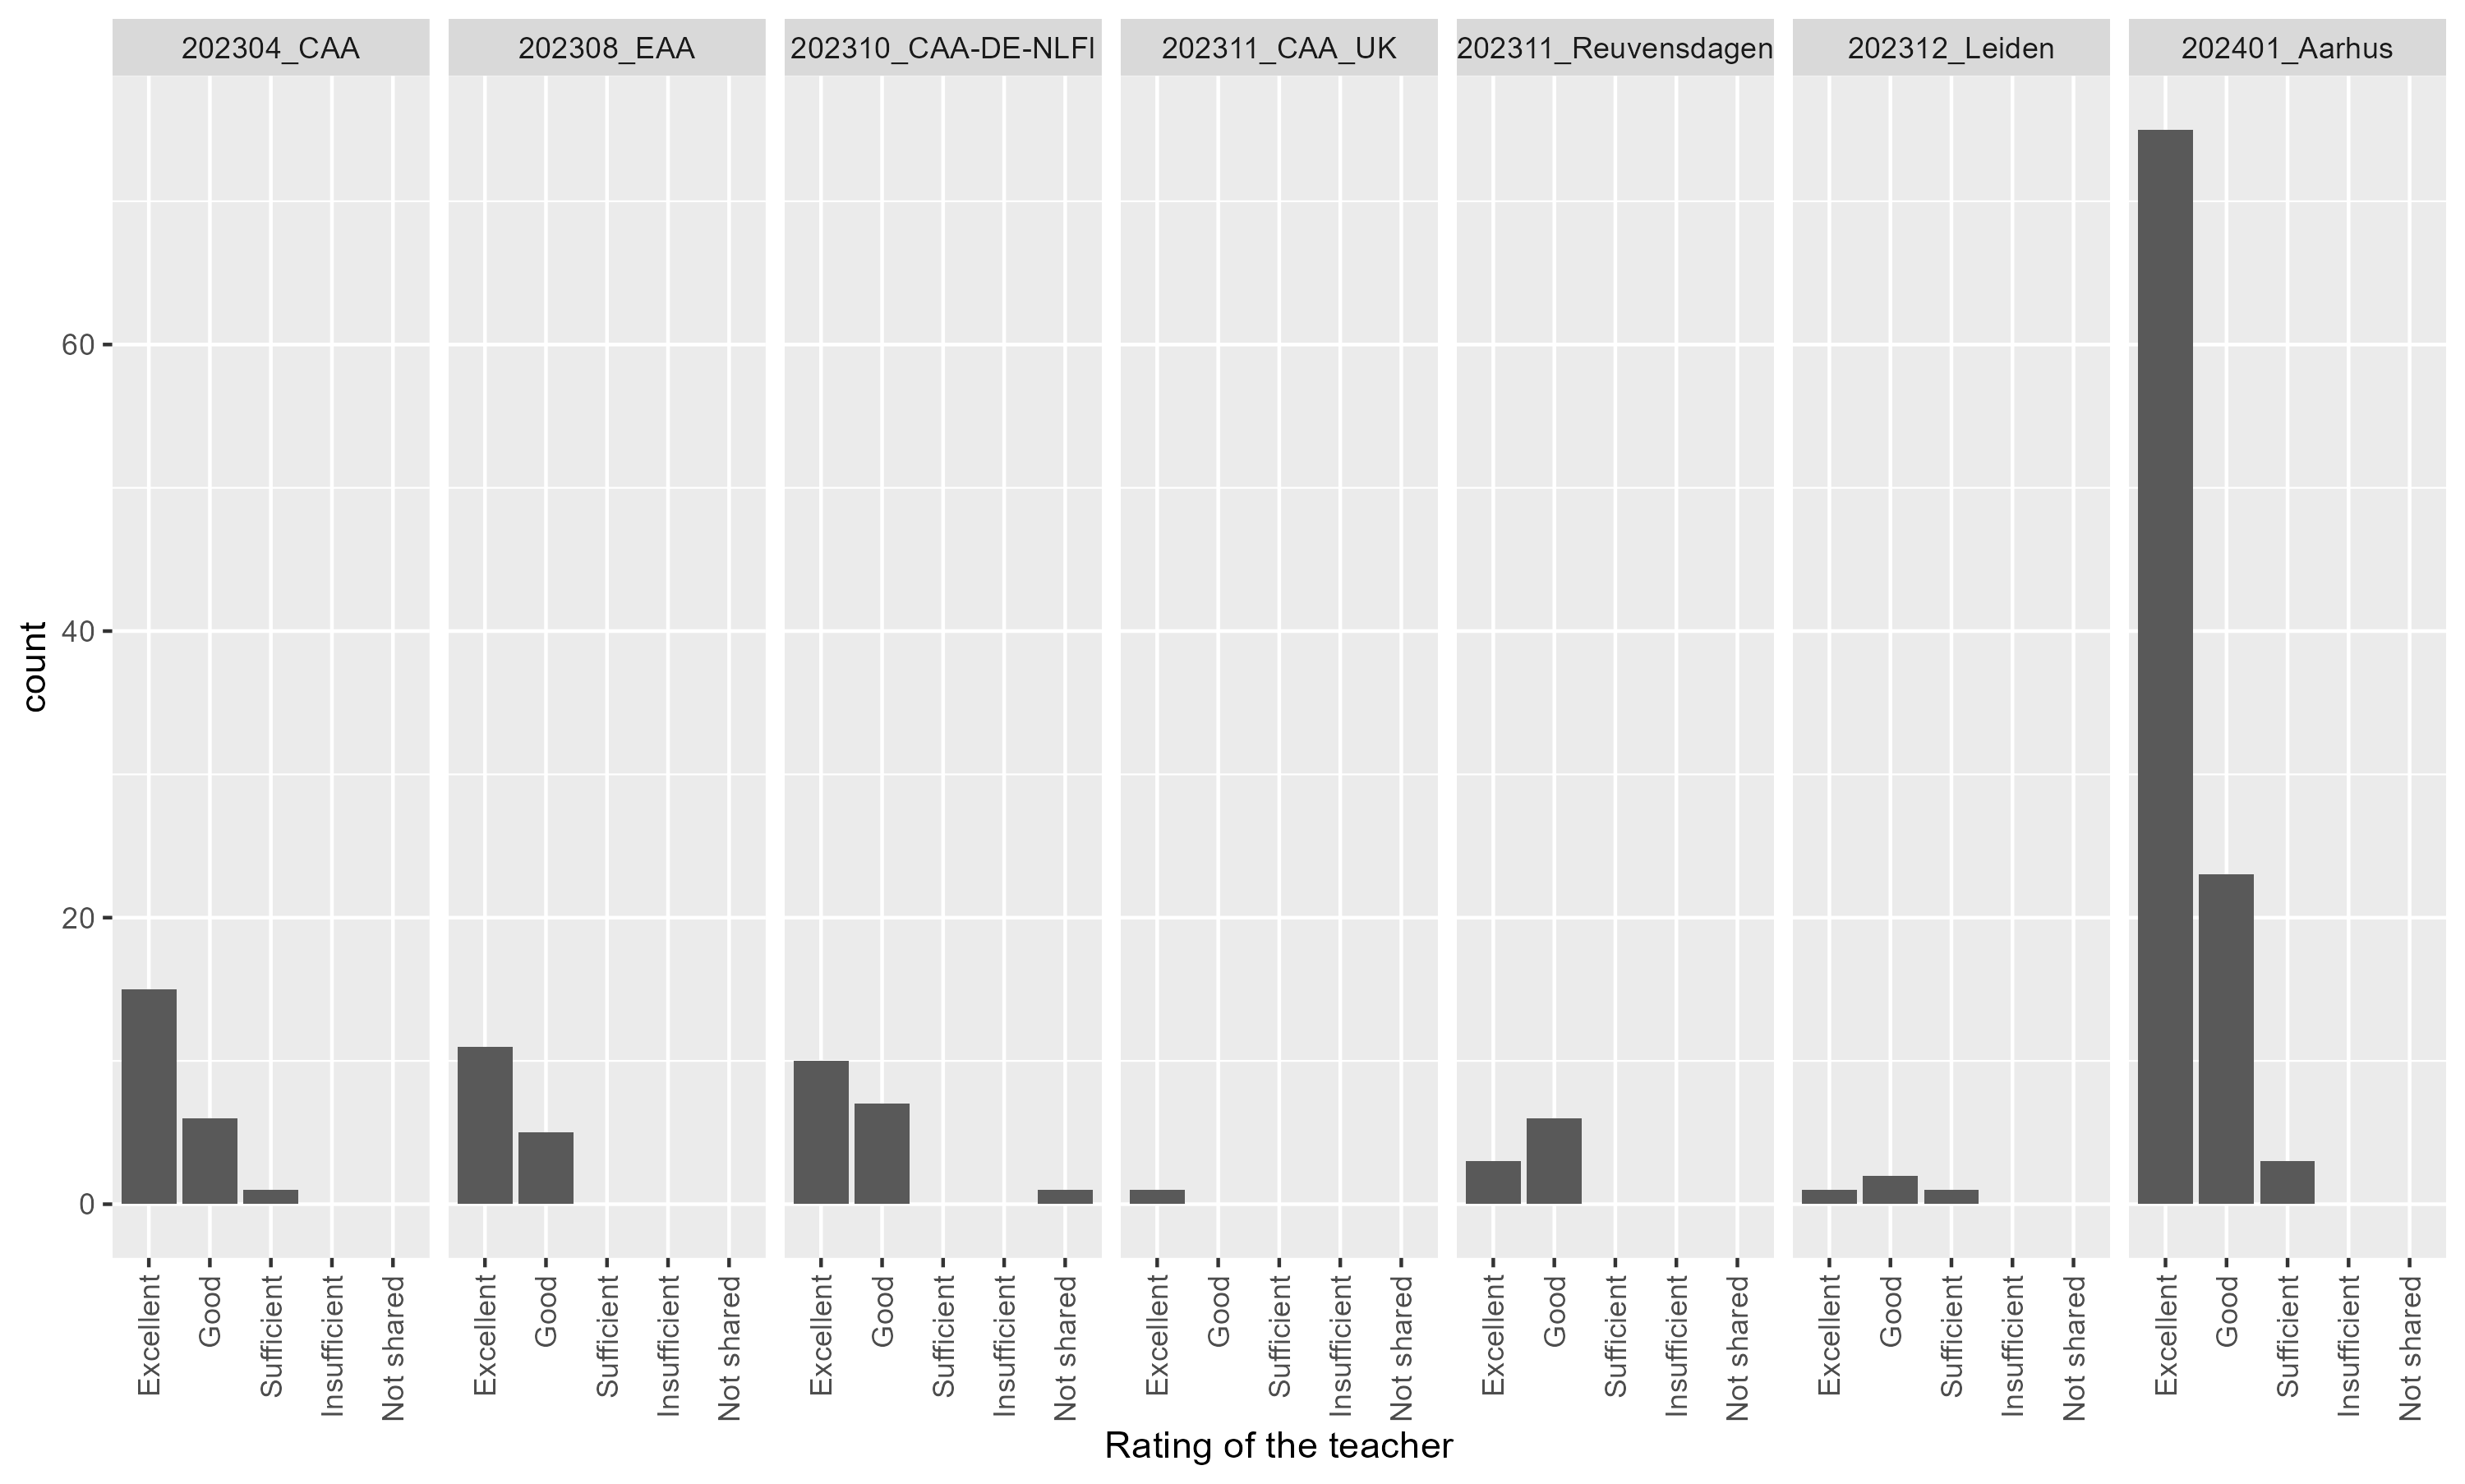 202304_CAA
202308_EAA
202310_CAA-DE-NLFI
202311_CAA_UK
202311_Reuvensdagen
202312_Leiden
202401_Aarhus
count
60
40
20
0
Excellent
Good
Sufficient
Insufficient
Not shared
Excellent
Good
Sufficient
Insufficient
Not shared
Excellent
Good
Sufficient
Insufficient
Not shared
Excellent
Good
Sufficient
Insufficient
Not shared
Excellent
Good
Sufficient
Insufficient
Not shared
Excellent
Good
Sufficient
Insufficient
Not shared
Excellent
Good
Sufficient
Insufficient
Not shared
Rating of the teacher